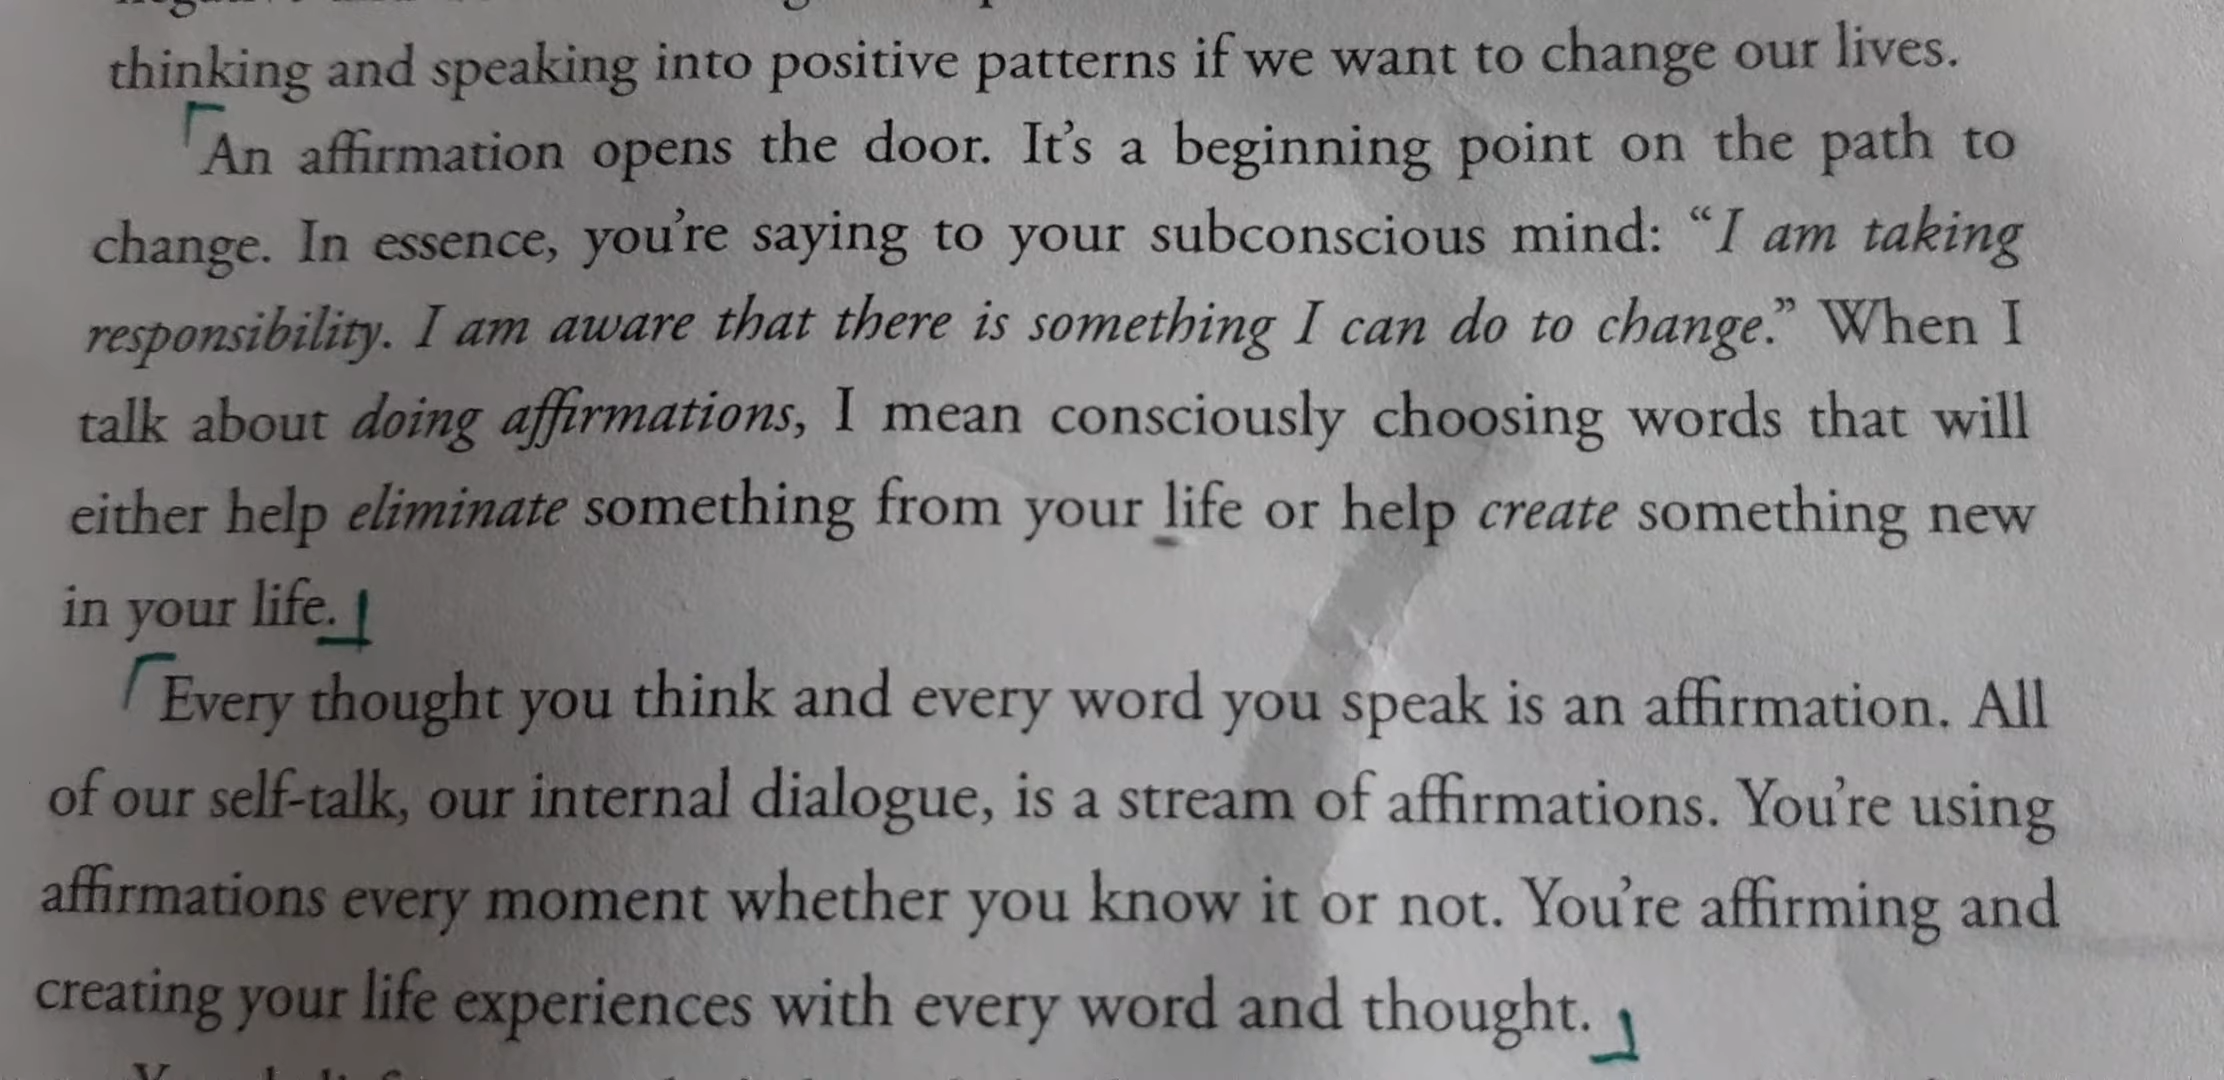 thinking and speaking into positive patterns if we want to change our lives.
An affirmation opens the door. It's a beginning point on the path to
change. In essence, you're saying to your subconscious mind: “I am taking
responsibility. I am aware that there is something I can do to change.” When I
talk about doing affirmations, I mean consciously choosing words that will
either help eliminate something from your life or help create something new
in your life.
Every thought you think and every word you speak is an affirmation. All
of our self-talk, our internal dialogue, is a stream of affirmations. You're using
affirmations every moment whether you know it or not. You're affirming and
creating your life experiences with every word and thought.